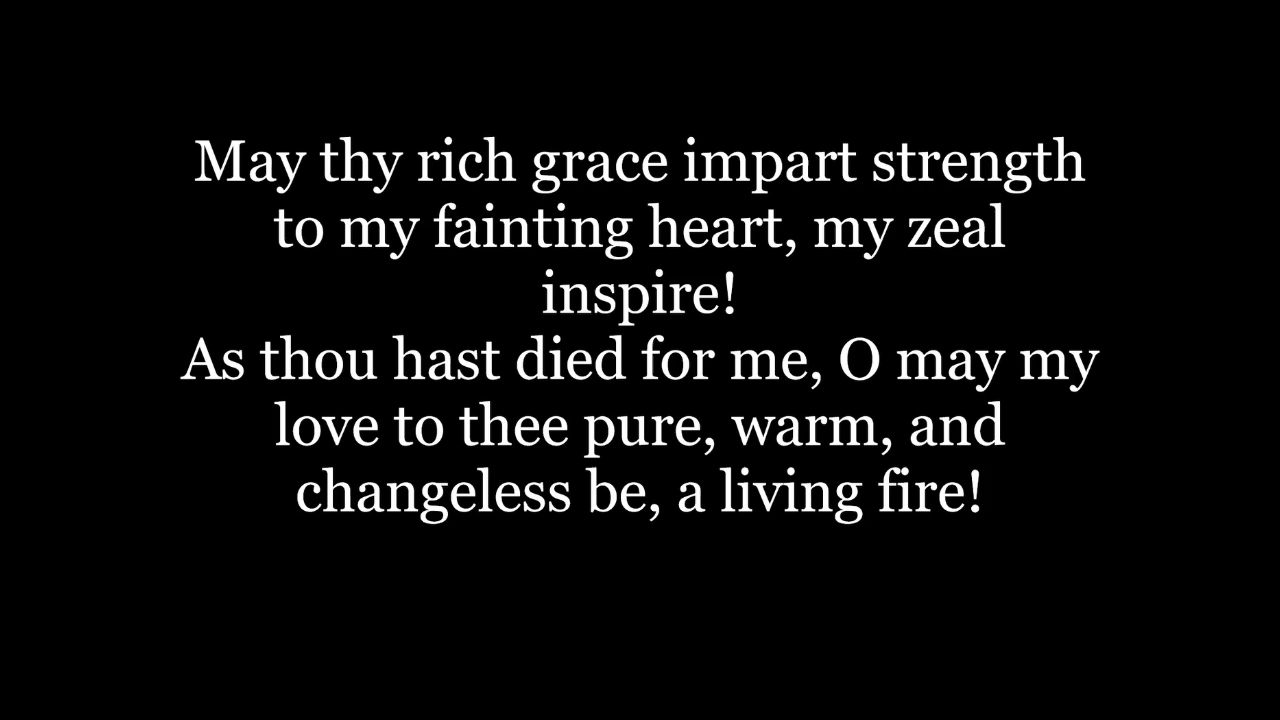 May thy rich grace impart strength
to my fainting heart, my zeal
inspire!
As thou hast died for me, O may my
love to thee pure, warm, and
changeless be, a living fire!